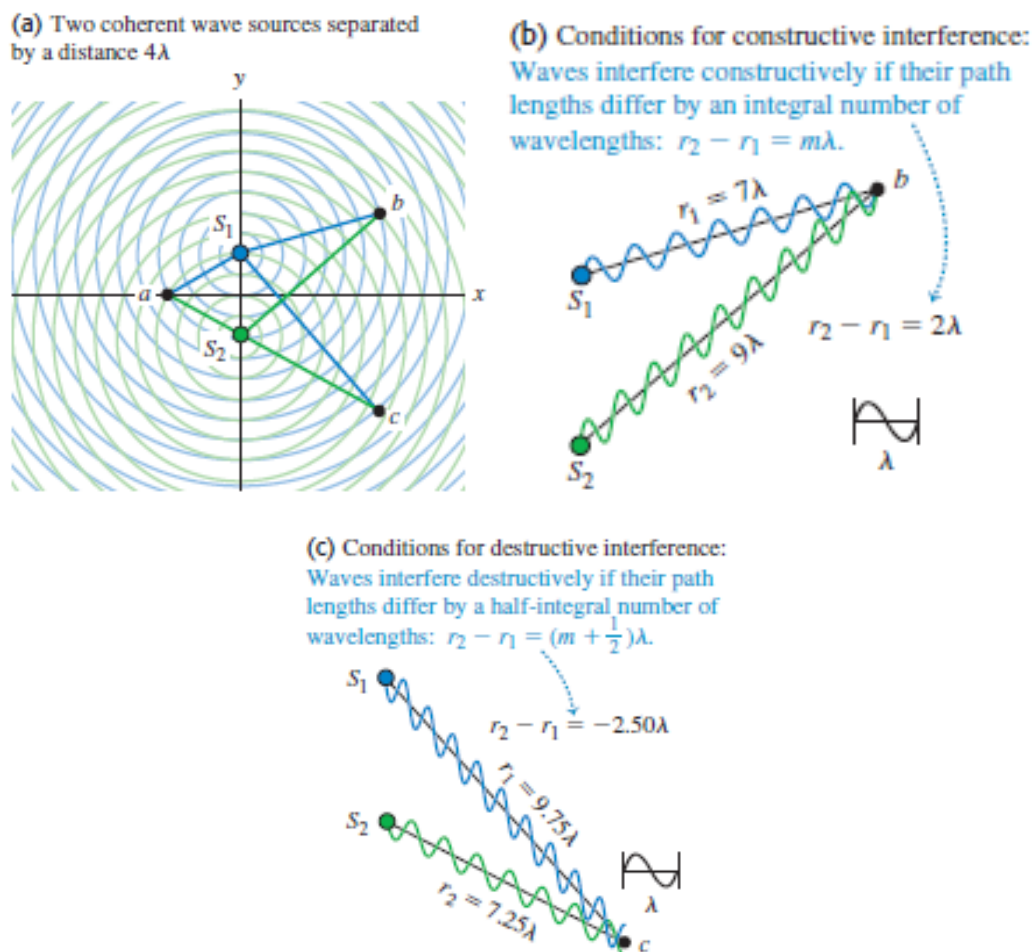 (a) Two coherent wave sources separated
by a distance 4λ
y
S₁
b
a
x
S₂
c
(b) Conditions for constructive interference:
Waves interfere constructively if their path
lengths differ by an integral number of
wavelengths: r₂ − r₁ = mλ.
r₁ = 7λ
b
S₁
r₂ − r₁ = 2λ
r₂ = 9λ
S₂
λ
(c) Conditions for destructive interference:
Waves interfere destructively if their path
lengths differ by a half-integral number of
wavelengths: r₂ − r₁ = (m + 1/2)λ.
S₁
r₂ − r₁ = −2.50λ
r₁ = 9.75λ
S₂
r₂ = 7.25λ
λ
c